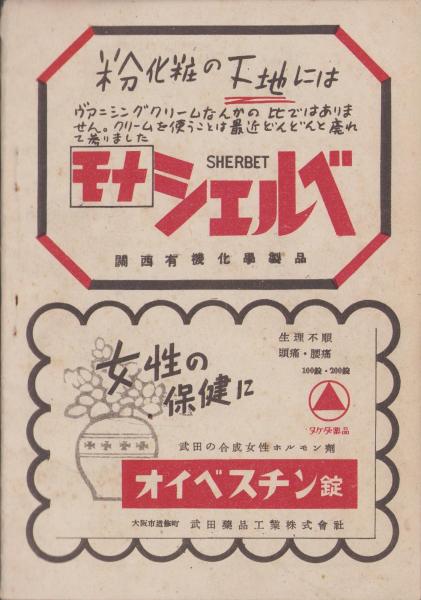 粉化粧の下地には
ヴァニシングクリームなんかの比ではありま
せん。クリームを使うことは最近どんどんと廃れ
て参りました
SHERBET
モナ シェルベ
關西有機化學製品
女性の
保健に
生理不順
頭痛・腰痛
100錠・200錠
タケダ薬品
武田の合成女性ホルモン剤
オイベスチン錠
大阪市道修町 武田薬品工業株式會社